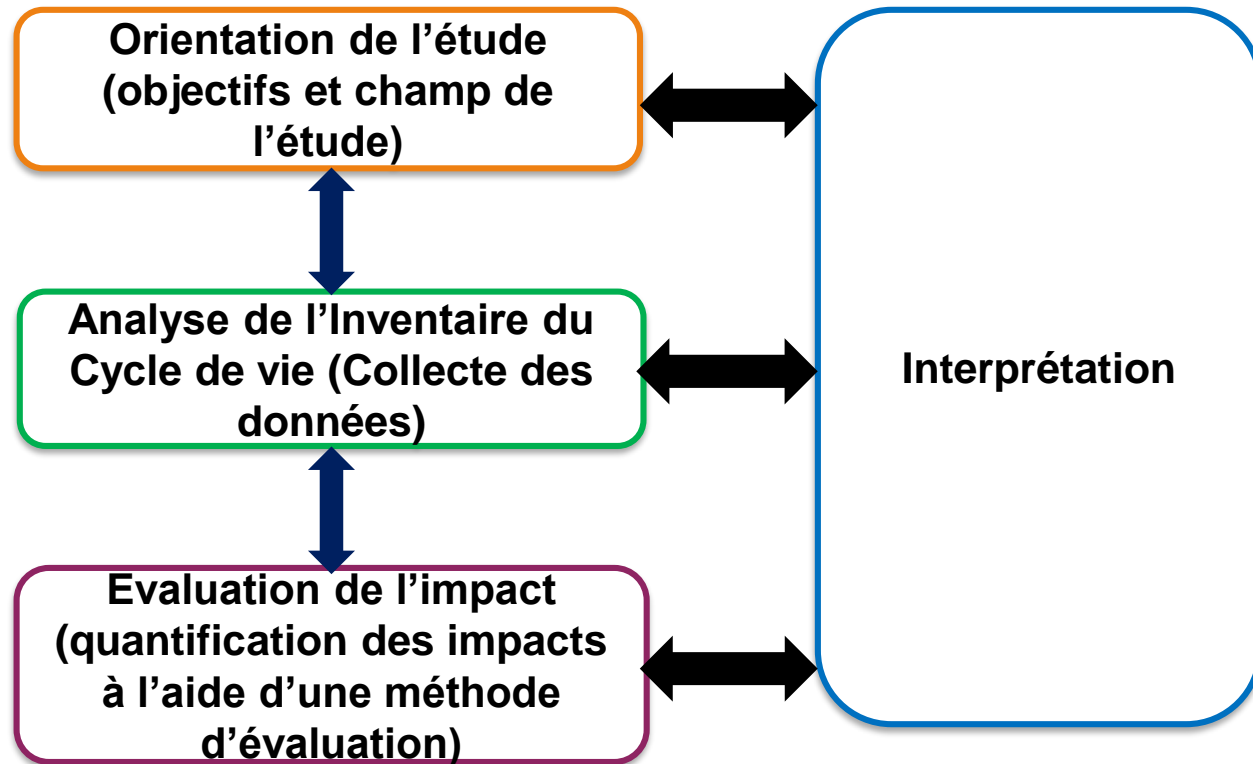 Orientation de l’étude
(objectifs et champ de
l’étude)
Analyse de l’Inventaire du
Cycle de vie (Collecte des
données)
Evaluation de l’impact
(quantification des impacts
à l’aide d’une méthode
d’évaluation)
Interprétation